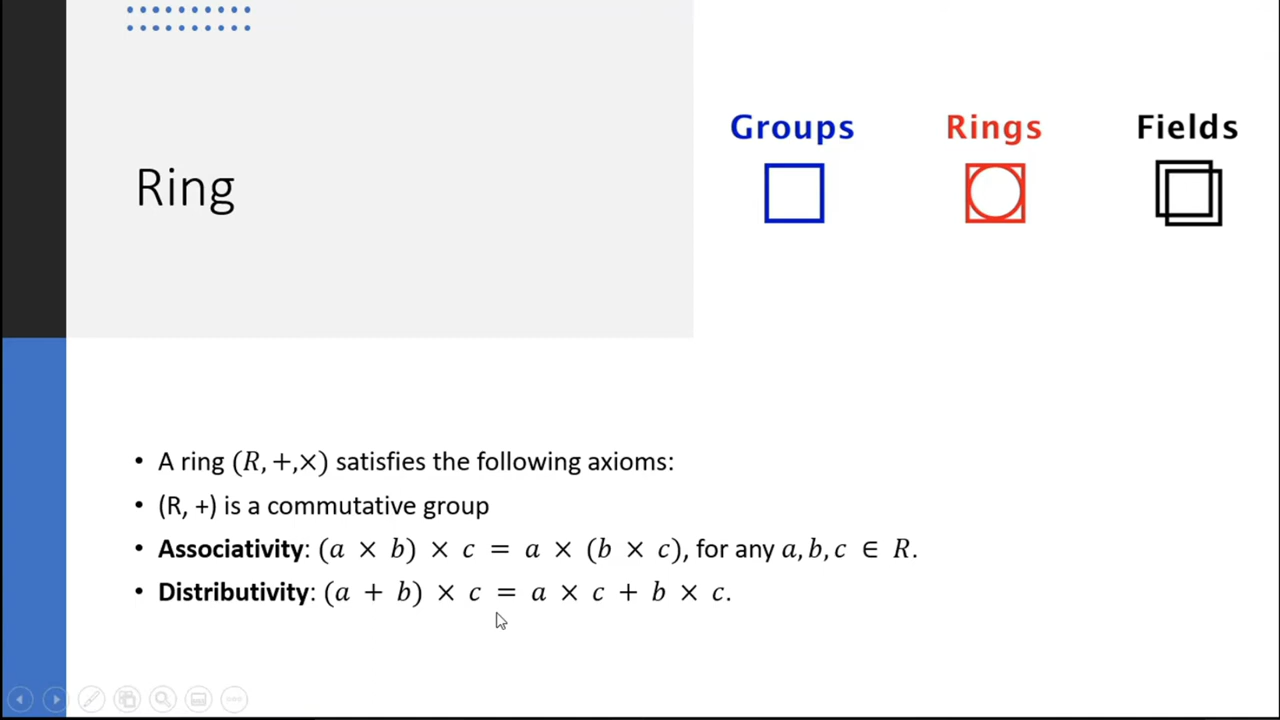 Groups Rings Fields
Ring
• A ring (R, +,×) satisfies the following axioms:
• (R, +) is a commutative group
• Associativity: (a × b) × c = a × (b × c), for any a, b, c ∈ R.
• Distributivity: (a + b) × c = a × c + b × c.